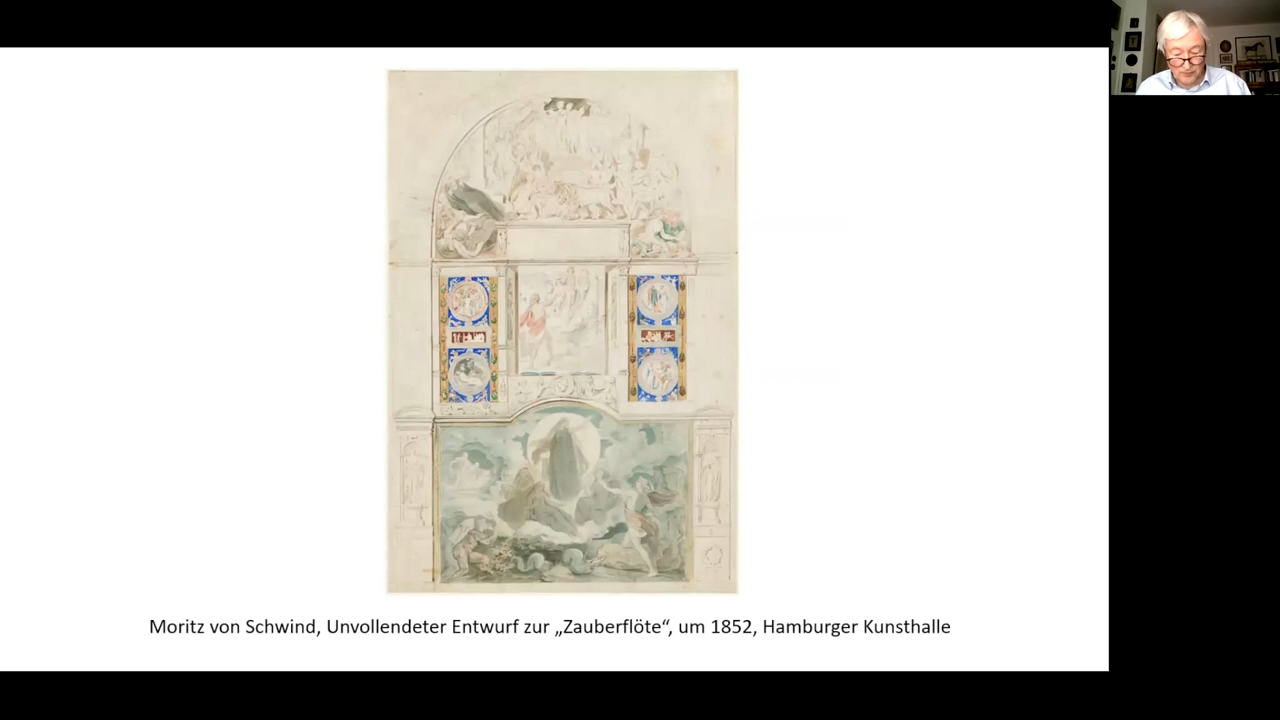 Moritz von Schwind, Unvollendeter Entwurf zur „Zauberflöte“, um 1852, Hamburger Kunsthalle